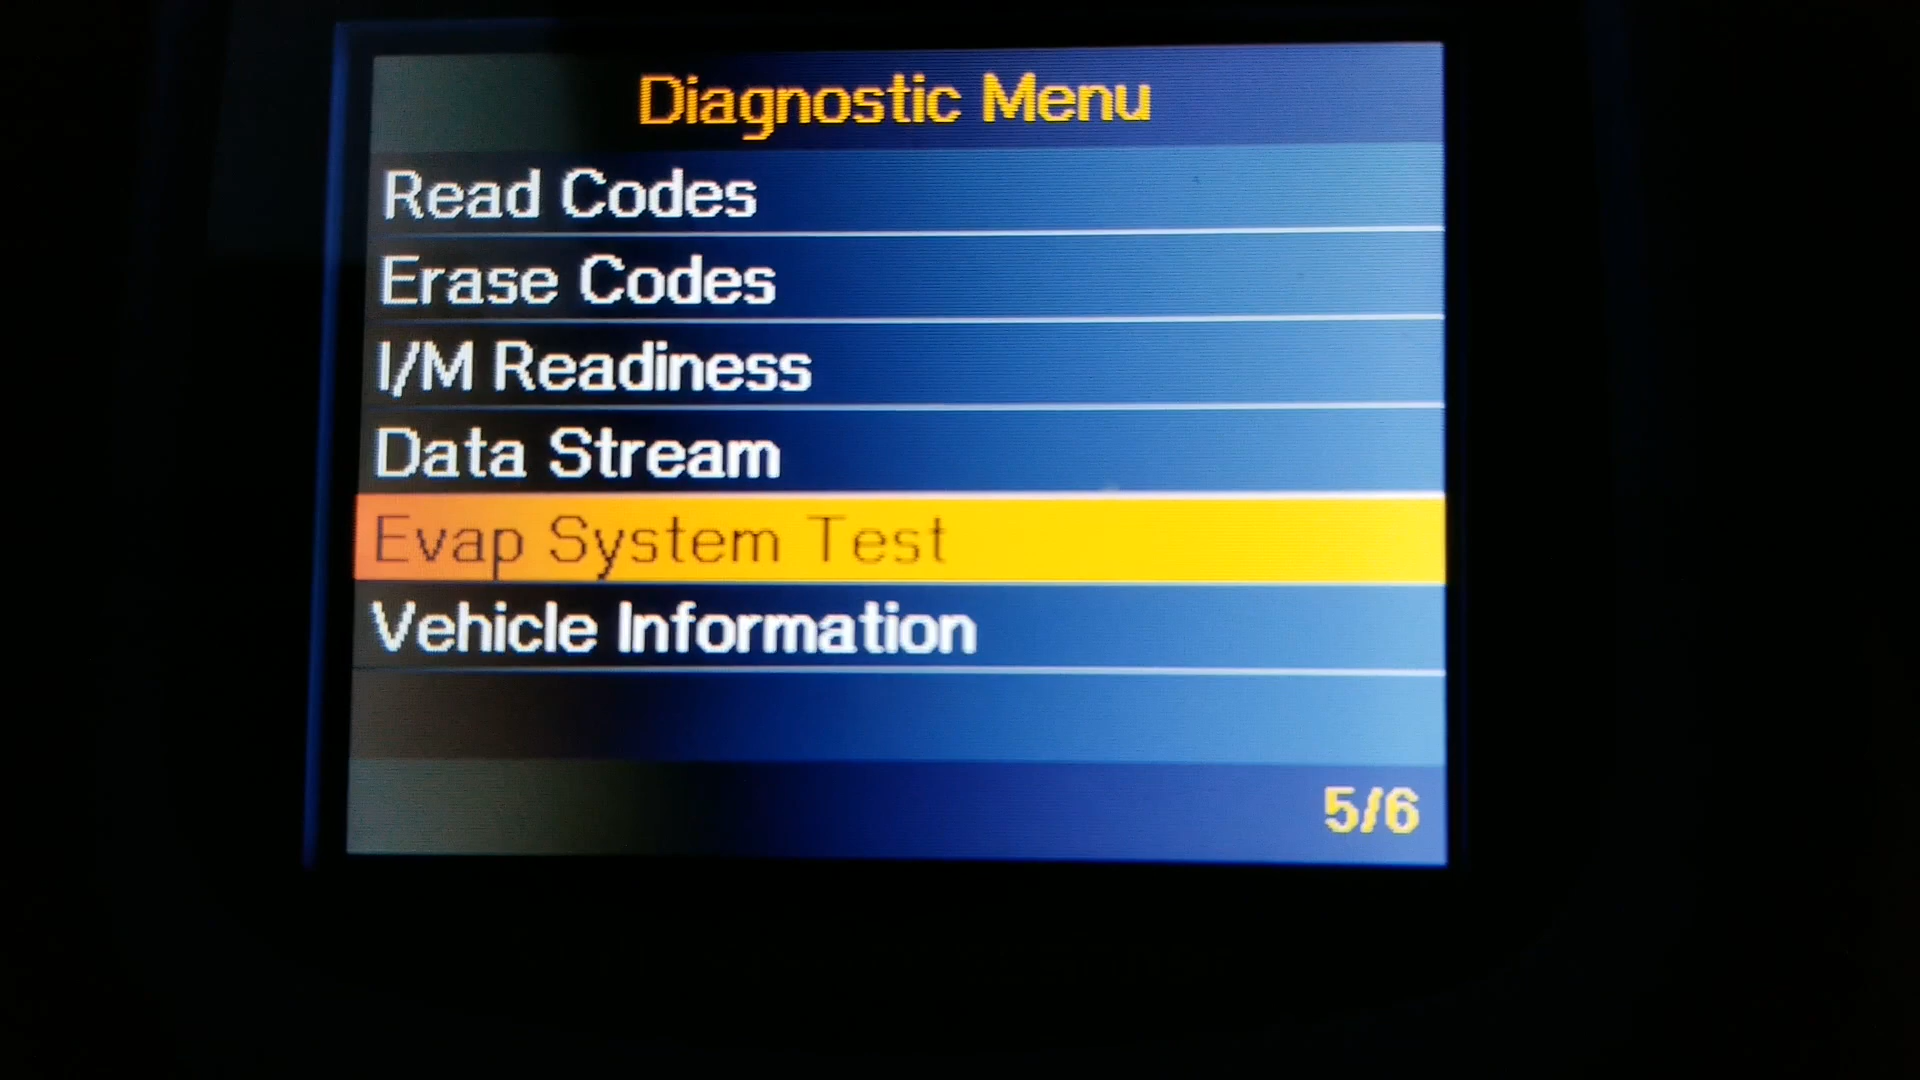 Diagnostic Menu
Read Codes
Erase Codes
I/M Readiness
Data Stream
Evap System Test
Vehicle Information
5/6